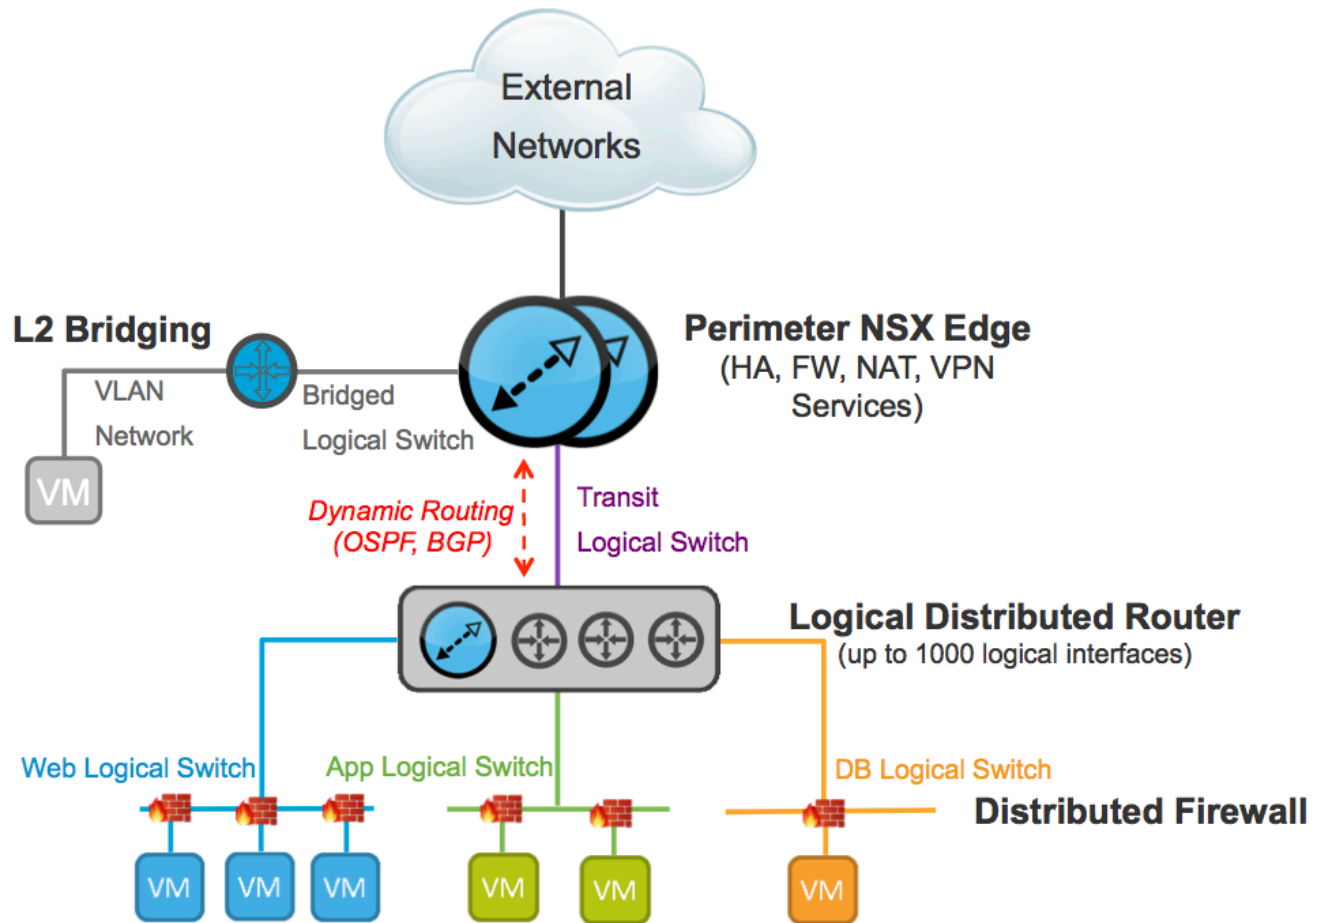 External
Networks
L2 Bridging
Perimeter NSX Edge
(HA, FW, NAT, VPN
Services)
VLAN
Network
Bridged
Logical Switch
VM
Dynamic Routing
(OSPF, BGP)
Transit
Logical Switch
Logical Distributed Router
(up to 1000 logical interfaces)
Web Logical Switch
App Logical Switch
DB Logical Switch
Distributed Firewall
VM
VM
VM
VM
VM
VM